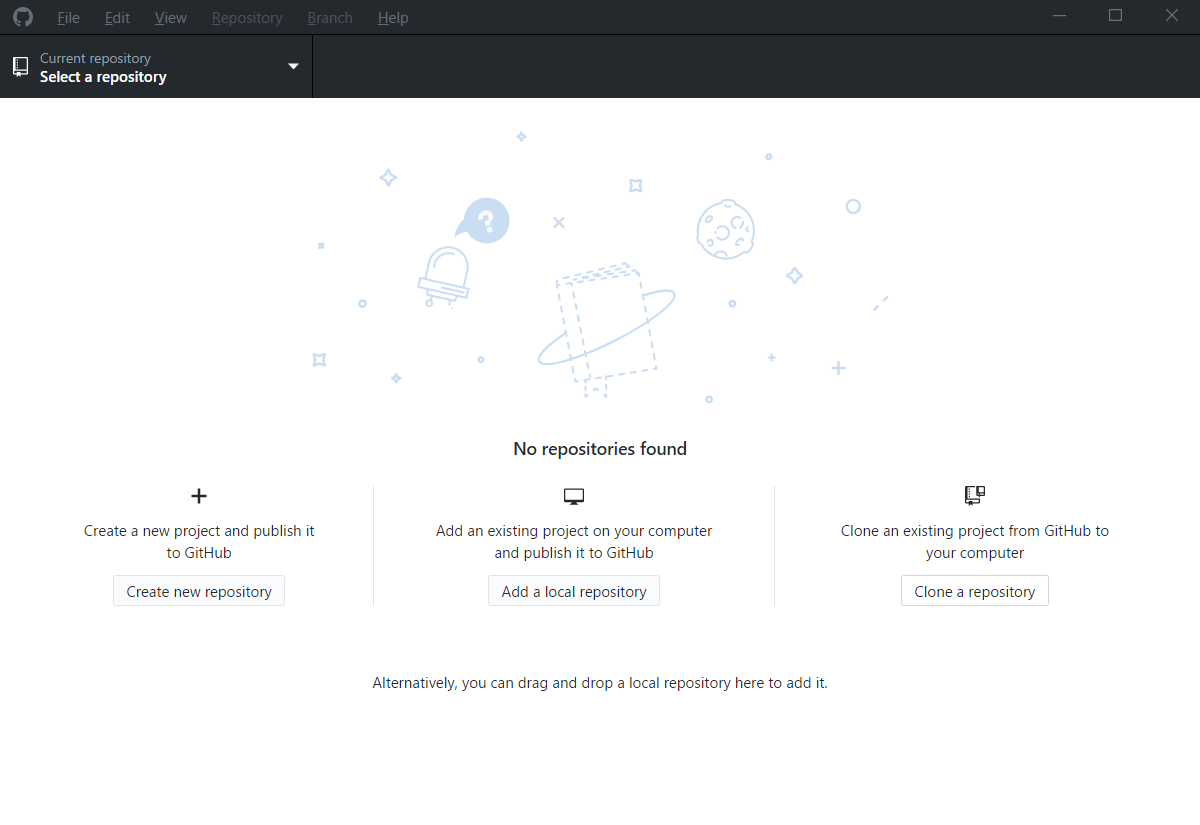 File Edit View Repository Branch Help
Current repository
Select a repository
?
No repositories found
Create a new project and publish it
to GitHub
Create new repository
Add an existing project on your computer
and publish it to GitHub
Add a local repository
Clone an existing project from GitHub to
your computer
Clone a repository
Alternatively, you can drag and drop a local repository here to add it.